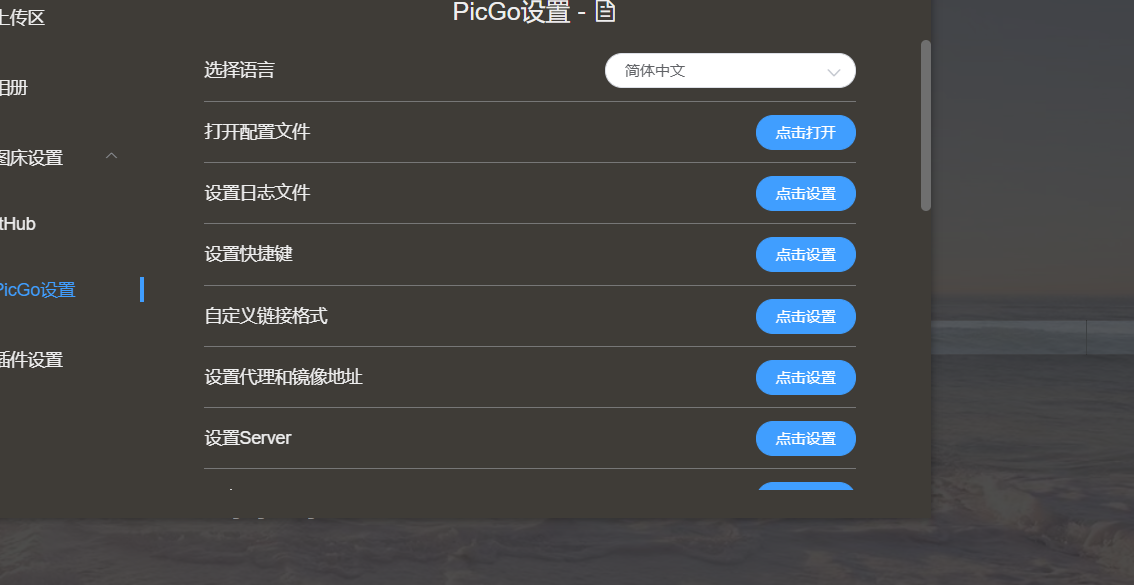 PicGo设置 -
上传区
相册
图床设置
tHub
PicGo设置
插件设置
选择语言
简体中文
打开配置文件
点击打开
设置日志文件
点击设置
设置快捷键
点击设置
自定义链接格式
点击设置
设置代理和镜像地址
点击设置
设置Server
点击设置